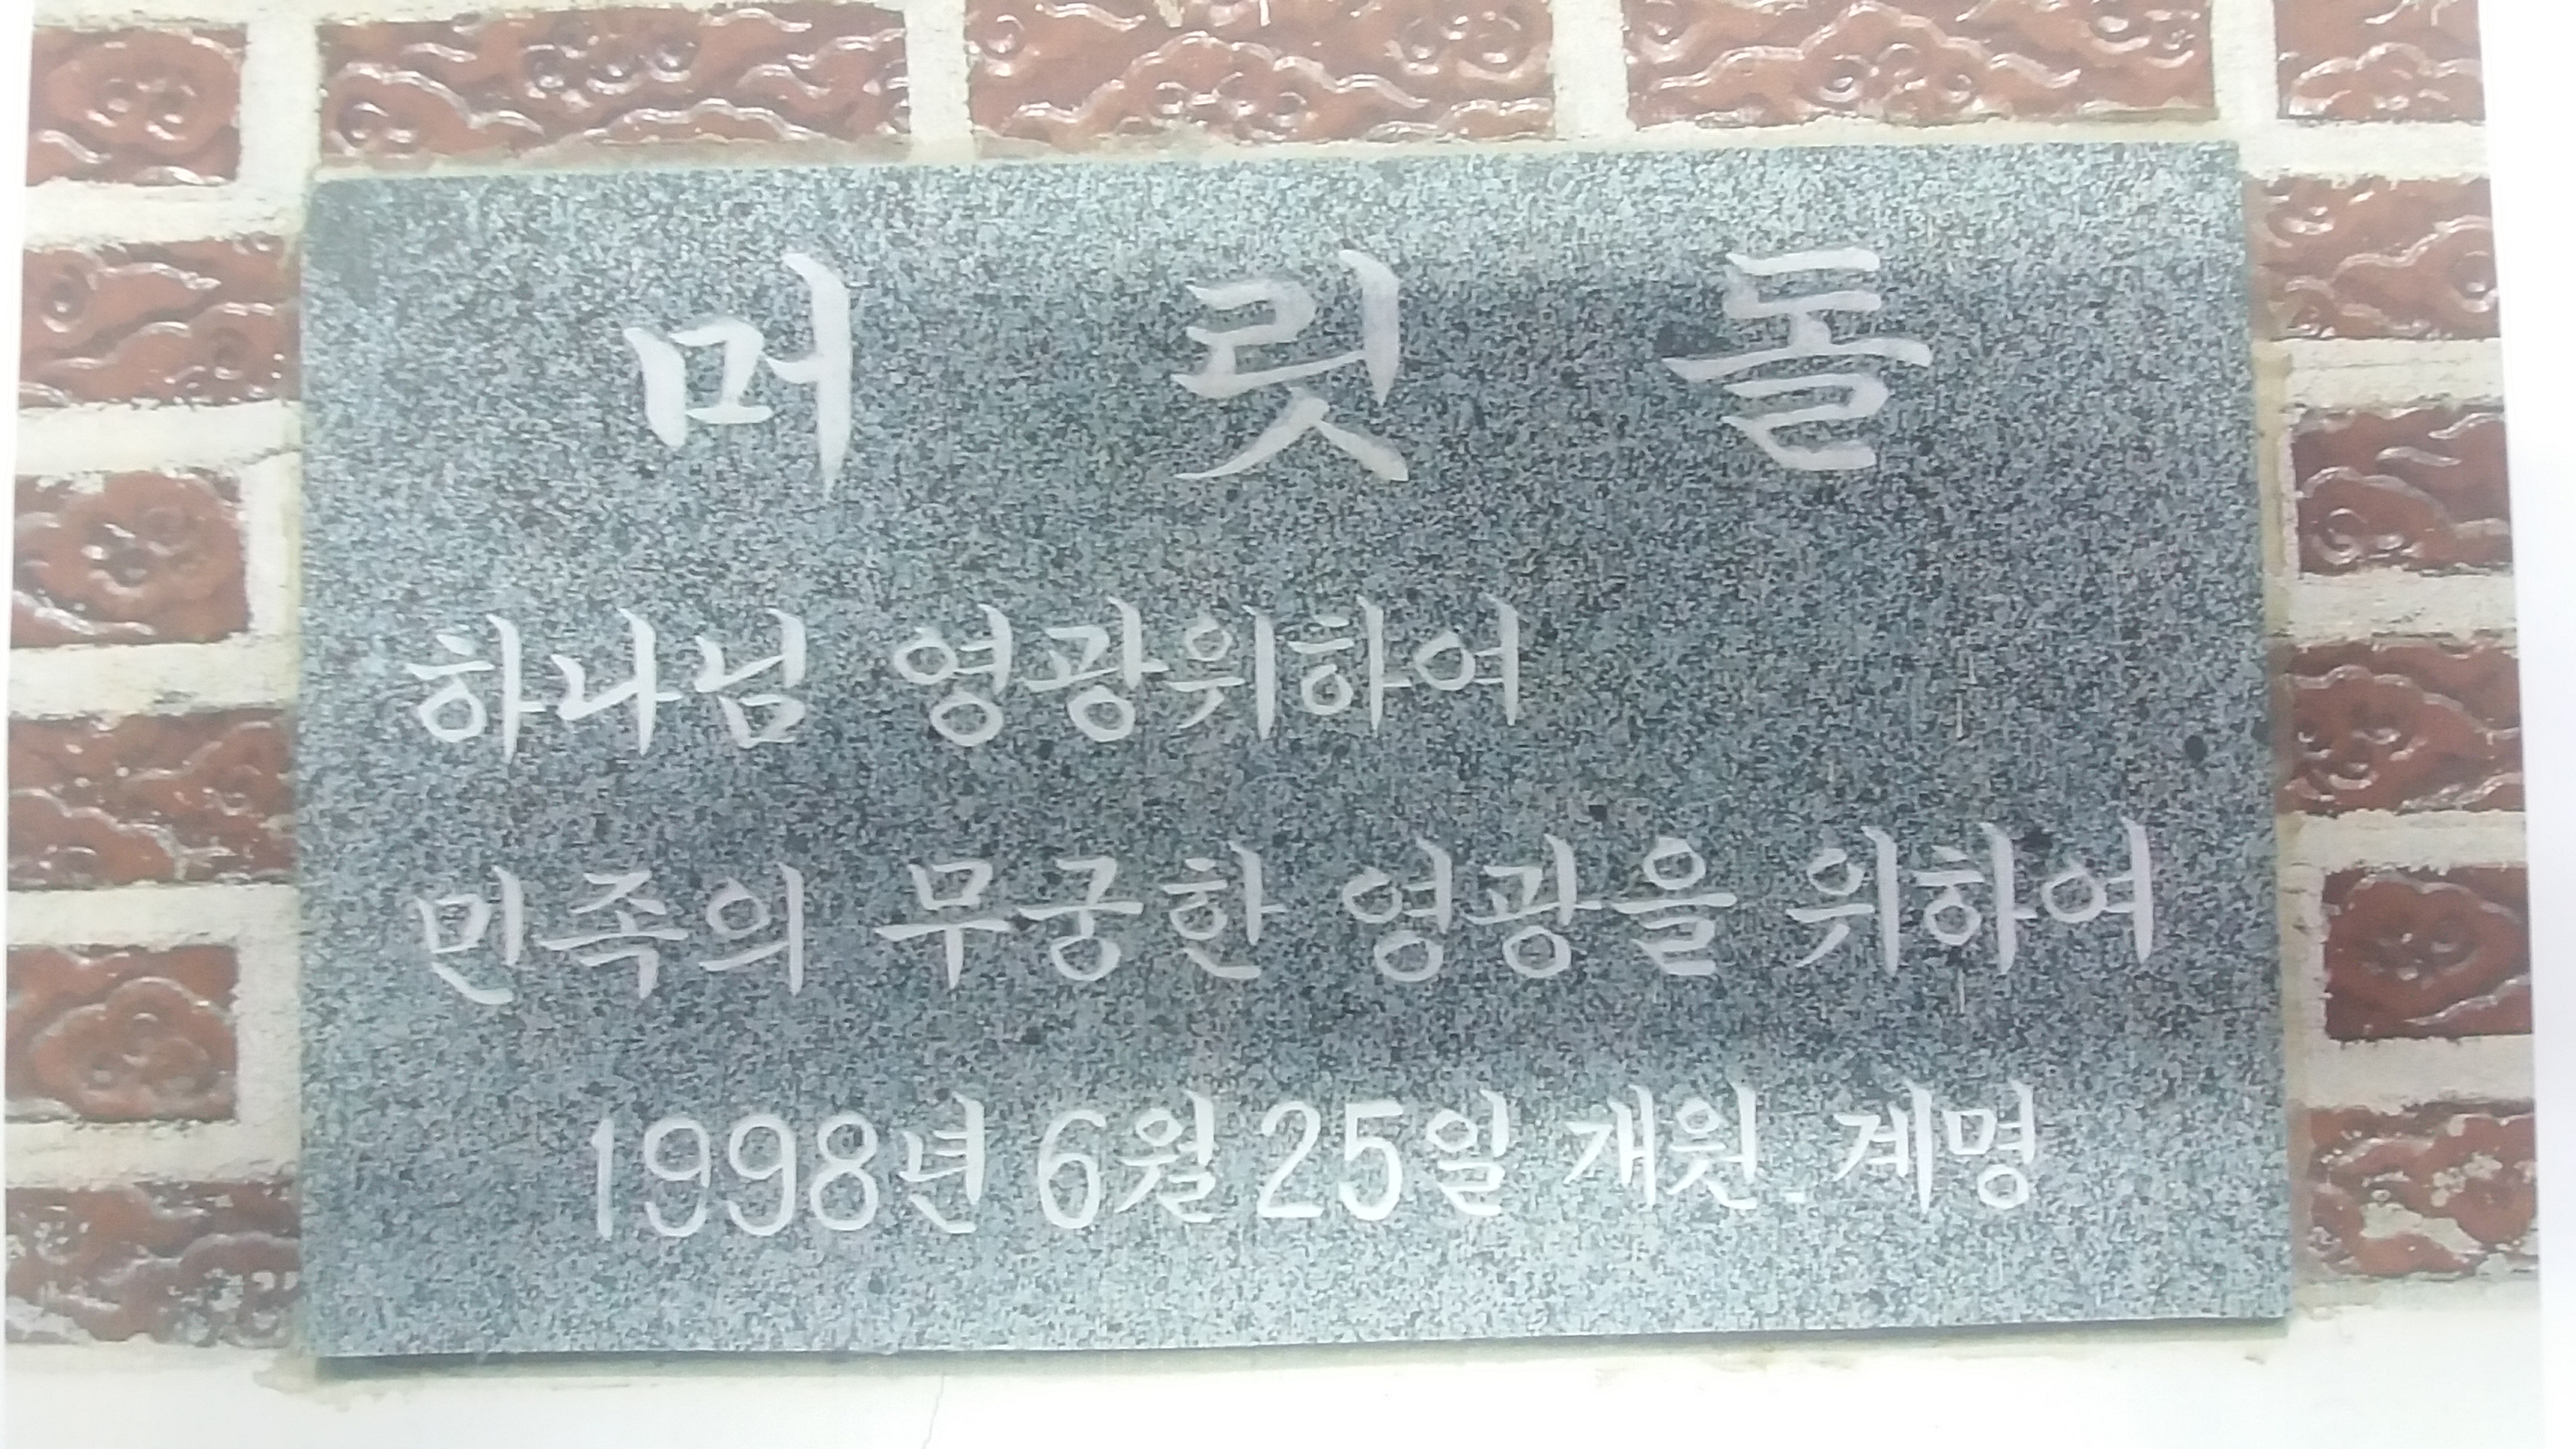 머 릿 돌
하나님 영광위하여
민족의 무궁한 영광을 위하여
1998년 6월 25일 개원. 계명